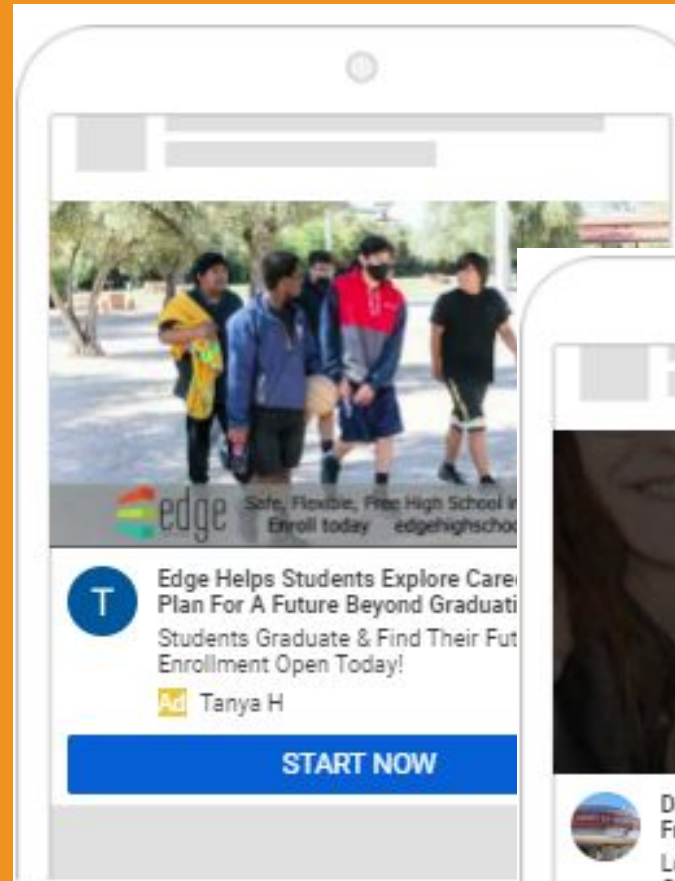 edge
Safe, Flexible, Free High School i
Enroll today edgehighschoo
T
Edge Helps Students Explore Care
Plan For A Future Beyond Graduati
Students Graduate & Find Their Fut
Enrollment Open Today!
Ad Tanya H
START NOW
D
Fr